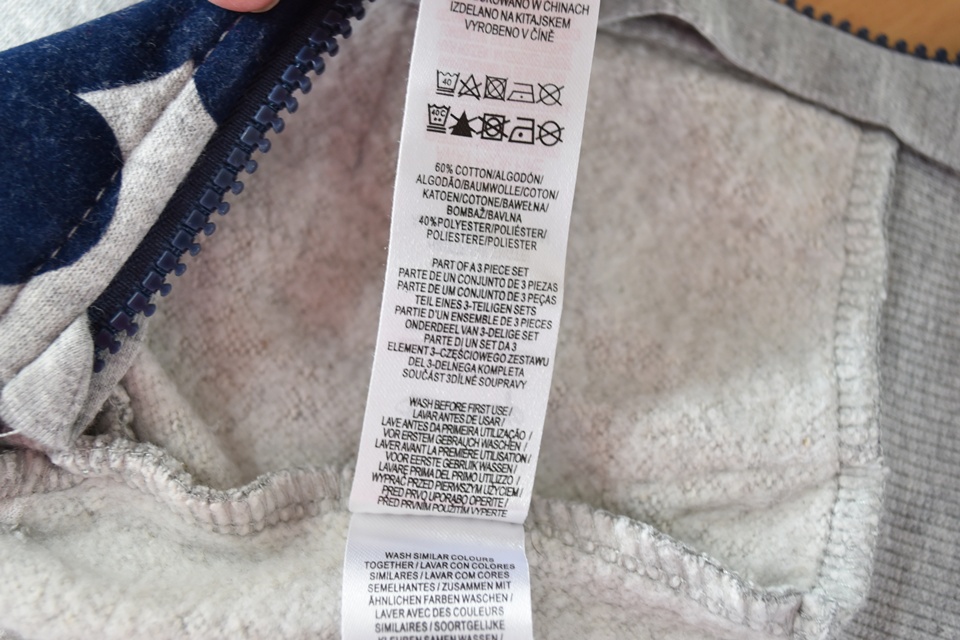 IZDELANO NA KITAJSKEM
VYROBENO V ČÍNĚ
40
40°C
60% COTTON/ALGODÓN/
ALGODÃO/BAUMWOLLE/COTON/
KATOEN/COTONE/BAWEŁNA/
BOMBAŽ/BAVLNA
40%POLYESTER/POLIÉSTER/
POLIESTERE/POLIESTER
PART OF A 3 PIECE SET
PARTE DE UN CONJUNTO DE 3 PIEZAS
PARTE DE UM CONJUNTO DE 3 PEÇAS
TEIL EINES 3-TEILIGEN SETS
PARTIE D'UN ENSEMBLE DE 3 PIECES
ONDERDEEL VAN 3-DELIGE SET
PARTE DI UN SET DA 3
ELEMENT 3-CZĘŚCIOWEGO ZESTAWU
DEL 3-DELNEGA KOMPLETA
SOUČÁST 3DÍLNÉ SOUPRAVY
WASH BEFORE FIRST USE /
LAVAR ANTES DE USAR /
LAVE ANTES DA PRIMEIRA UTILIZAÇÃO /
VOR ERSTEM GEBRAUCH WASCHEN /
LAVER AVANT LA PREMIÈRE UTILISATION /
VOOR EERSTE GEBRUIK WASSEN /
LAVARE PRIMA DEL PRIMO UTILIZZO /
WYPRAĆ PRZED PIERWSZYM UŻYCIEM /
PRED PRVO UPORABO OPERITE /
PŘED PRVNÍM POUŽITÍM VYPERTE
WASH SIMILAR COLOURS
TOGETHER / LAVAR CON COLORES
SIMILARES / LAVAR COM CORES
SEMELHANTES / ZUSAMMEN MIT
ÄHNLICHEN FARBEN WASCHEN /
LAVER AVEC DES COULEURS
SIMILAIRES / SOORTGELIJKE
KLEUREN SAMEN WASSEN /